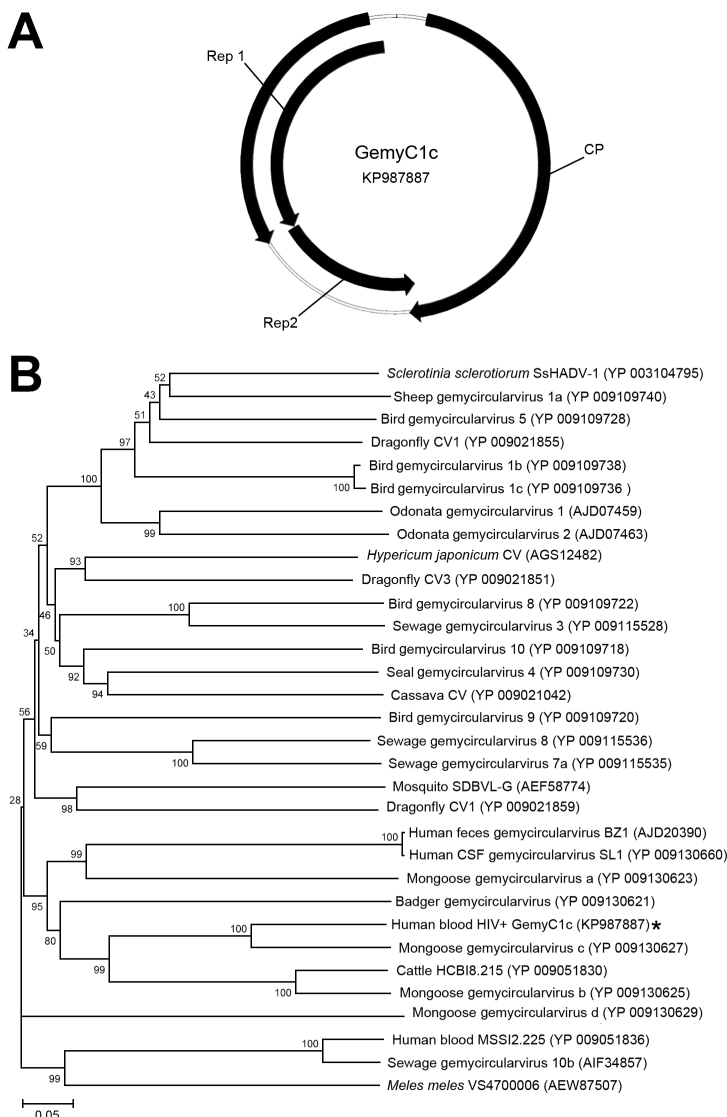 A
Rep 1
GemyC1c
KP987887
CP
Rep2
B
52
Sclerotinia sclerotiorum SsHADV-1 (YP 003104795)
43
Sheep gemycircularvirus 1a (YP 009109740)
51
Bird gemycircularvirus 5 (YP 009109728)
97
Dragonfly CV1 (YP 009021855)
Bird gemycircularvirus 1b (YP 009109738)
100
100
Bird gemycircularvirus 1c (YP 009109736 )
Odonata gemycircularvirus 1 (AJD07459)
99
Odonata gemycircularvirus 2 (AJD07463)
52
Hypericum japonicum CV (AGS12482)
93
Dragonfly CV3 (YP 009021851)
100
Bird gemycircularvirus 8 (YP 009109722)
46
Sewage gemycircularvirus 3 (YP 009115528)
34
50
Bird gemycircularvirus 10 (YP 009109718)
92
Seal gemycircularvirus 4 (YP 009109730)
94
Cassava CV (YP 009021042)
56
Bird gemycircularvirus 9 (YP 009109720)
59
Sewage gemycircularvirus 8 (YP 009115536)
100
Sewage gemycircularvirus 7a (YP 009115535)
Mosquito SDBVL-G (AEF58774)
28
98
Dragonfly CV1 (YP 009021859)
100
Human feces gemycircularvirus BZ1 (AJD20390)
99
Human CSF gemycircularvirus SL1 (YP 009130660)
Mongoose gemycircularvirus a (YP 009130623)
95
Badger gemycircularvirus (YP 009130621)
100
Human blood HIV+ GemyC1c (KP987887)*
80
Mongoose gemycircularvirus c (YP 009130627)
99
Cattle HCBI8.215 (YP 009051830)
100
Mongoose gemycircularvirus b (YP 009130625)
Mongoose gemycircularvirus d (YP 009130629)
100
Human blood MSSI2.225 (YP 009051836)
Sewage gemycircularvirus 10b (AIF34857)
99
Meles meles VS4700006 (AEW87507)
0.05